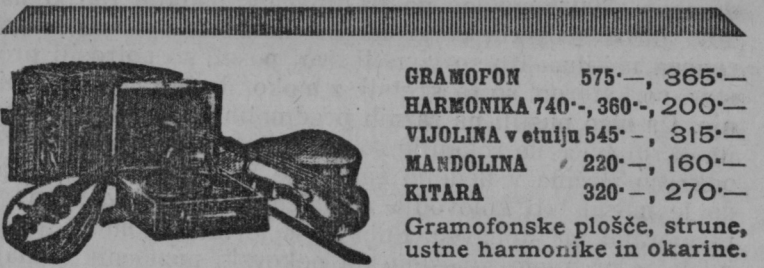 GRAMOFON 575·—, 365·—
HARMONIKA 740·-, 360·-, 200·—
VIJOLINA v etuiju 545·–, 315·—
MANDOLINA 220·—, 160·—
KITARA 320·–, 270·—
Gramofonske plošče, strune,
ustne harmonike in okarine.